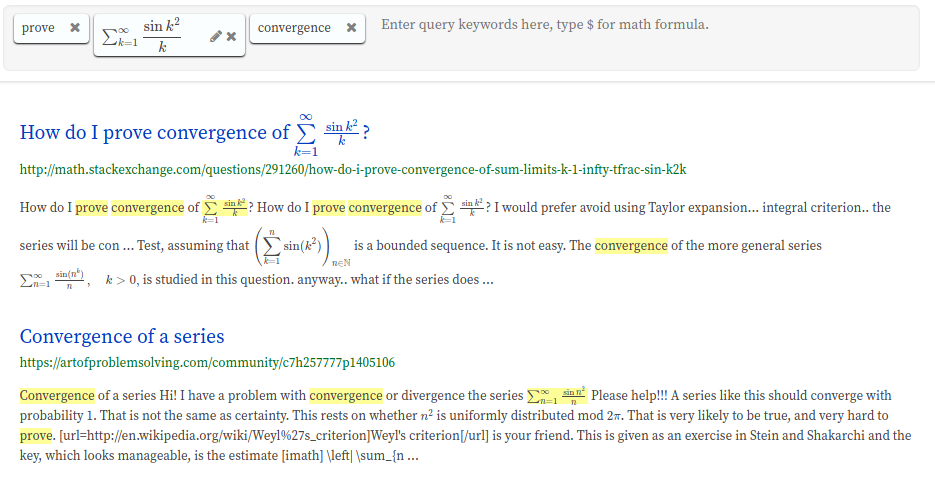 prove ✖ $\sum_{k=1}^{\infty} \frac{\sin k^2}{k}$ ✖ convergence ✖ Enter query keywords here, type $ for math formula.
How do I prove convergence of $\sum_{k=1}^{\infty} \frac{\sin k^2}{k}$?
http://math.stackexchange.com/questions/291260/how-do-i-prove-convergence-of-sum-limits-k-1-infty-tfrac-sin-k2k
How do I prove convergence of $\sum_{k=1}^{\infty} \frac{\sin k^2}{k}$? How do I prove convergence of $\sum_{k=1}^{\infty} \frac{\sin k^2}{k}$? I would prefer avoid using Taylor expansion... integral criterion.. the
series will be con ... Test, assuming that $\left(\sum_{k=1}^{n} \sin(k^2)\right)_{n\in\mathbb{N}}$ is a bounded sequence. It is not easy. The convergence of the more general series
$\sum_{n=1}^{\infty} \frac{\sin(n^k)}{n}, \quad k > 0$, is studied in this question. anyway.. what if the series does ...
Convergence of a series
https://artofproblemsolving.com/community/c7h257777p1405106
Convergence of a series Hi! I have a problem with convergence or divergence the series $\sum_{n=1}^{\infty} \frac{\sin n^2}{n}$ Please help!!! A series like this should converge with
probability 1. That is not the same as certainty. This rests on whether $n^2$ is uniformly distributed mod $2\pi$. That is very likely to be true, and very hard to
prove. [url=http://en.wikipedia.org/wiki/Weyl%27s_criterion]Weyl's criterion[/url] is your friend. This is given as an exercise in Stein and Shakarchi and the
key, which looks manageable, is the estimate [imath] \left| \sum_{n ...